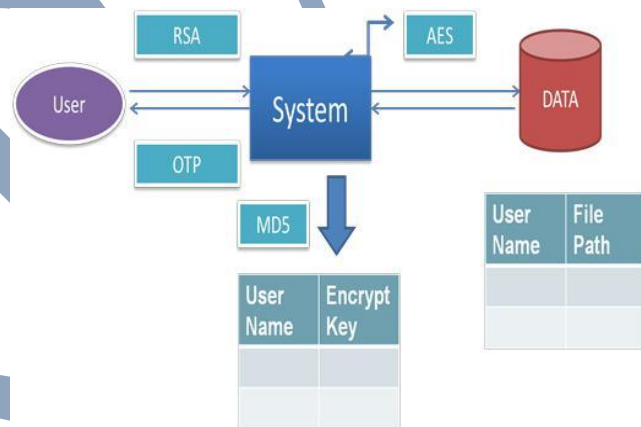 RSA
AES
User
System
DATA
OTP
MD5
User Name
File Path
User Name
Encrypt Key